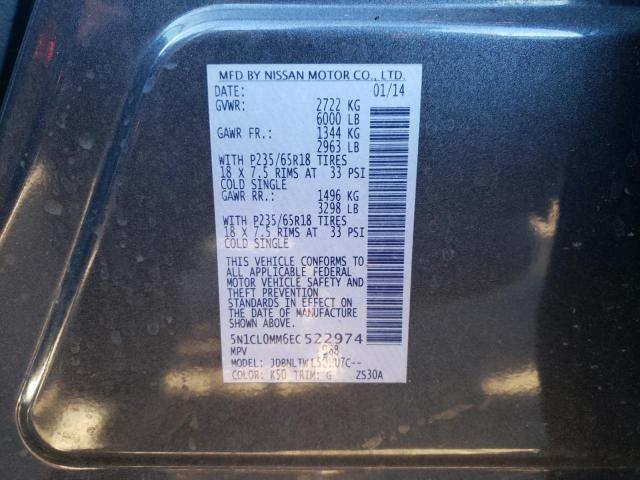 MFD BY NISSAN MOTOR CO., LTD.
DATE: 01/14
GVWR: 2722 KG
6000 LB
GAWR FR.: 1344 KG
2963 LB
WITH P235/65R18 TIRES
18 X 7.5 RIMS AT 33 PSI
COLD SINGLE
GAWR RR.: 1496 KG
3298 LB
WITH P235/65R18 TIRES
18 X 7.5 RIMS AT 33 PSI
COLD SINGLE
THIS VEHICLE CONFORMS TO
ALL APPLICABLE FEDERAL
MOTOR VEHICLE SAFETY AND
THEFT PREVENTION
STANDARDS IN EFFECT ON
THE DATE OF MANUFACTURE
SHOWN ABOVE.
5N1CL0MM6EC522974
MPV
MODEL:
COLOR: K50 TRIM: G ZS30A